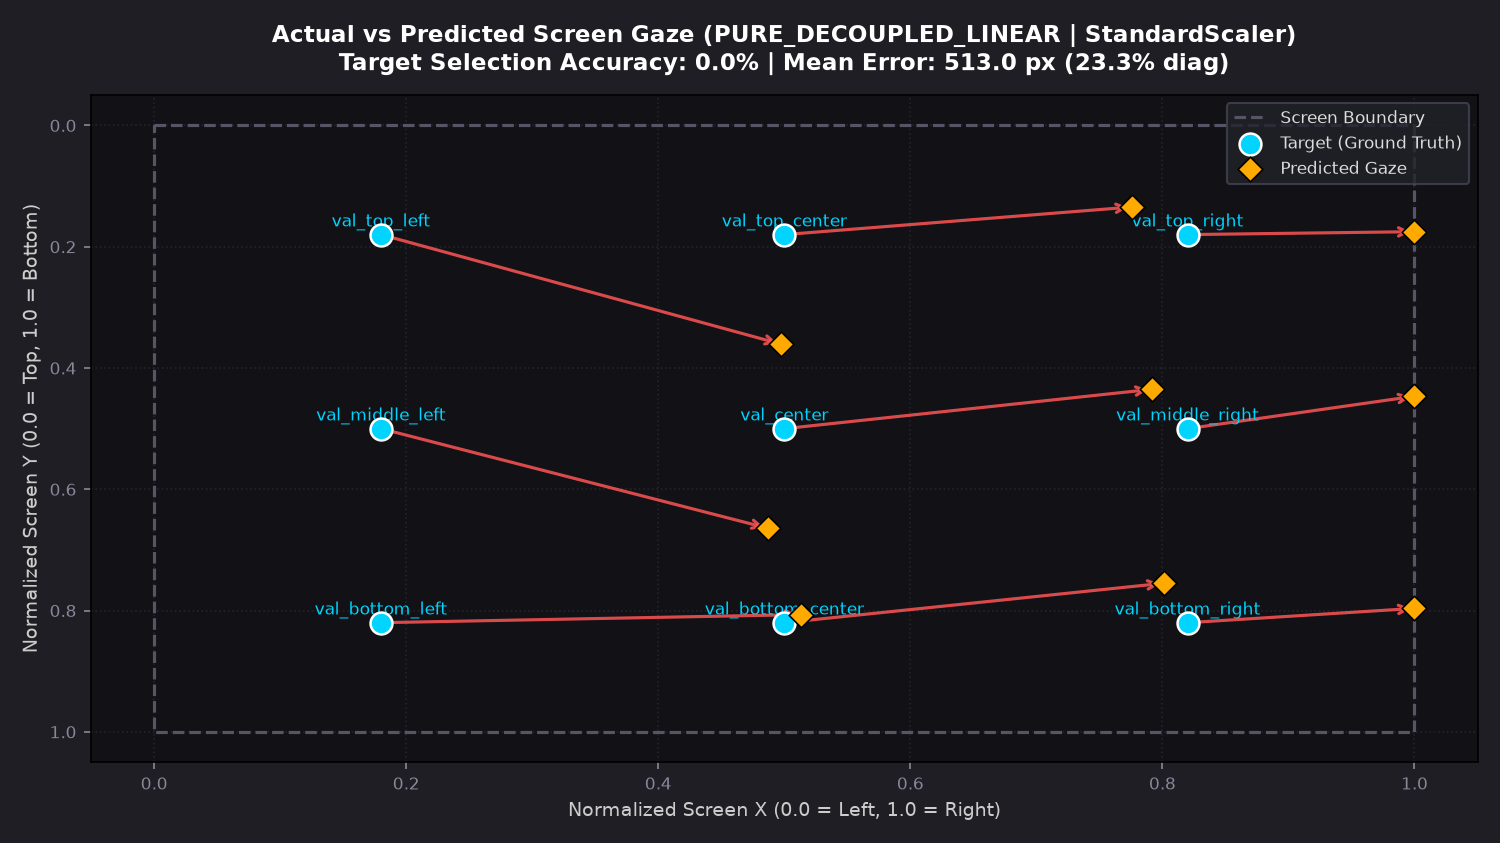 Actual vs Predicted Screen Gaze (PURE_DECOUPLED_LINEAR | StandardScaler)
Target Selection Accuracy: 0.0% | Mean Error: 513.0 px (23.3% diag)
Screen Boundary
Target (Ground Truth)
Predicted Gaze
Normalized Screen Y (0.0 = Top, 1.0 = Bottom)
0.0
0.2
0.4
0.6
0.8
1.0
val_top_left
val_top_center
val_top_right
val_middle_left
val_center
val_middle_right
val_bottom_left
val_bottom_center
val_bottom_right
0.0
0.2
0.4
0.6
0.8
1.0
Normalized Screen X (0.0 = Left, 1.0 = Right)